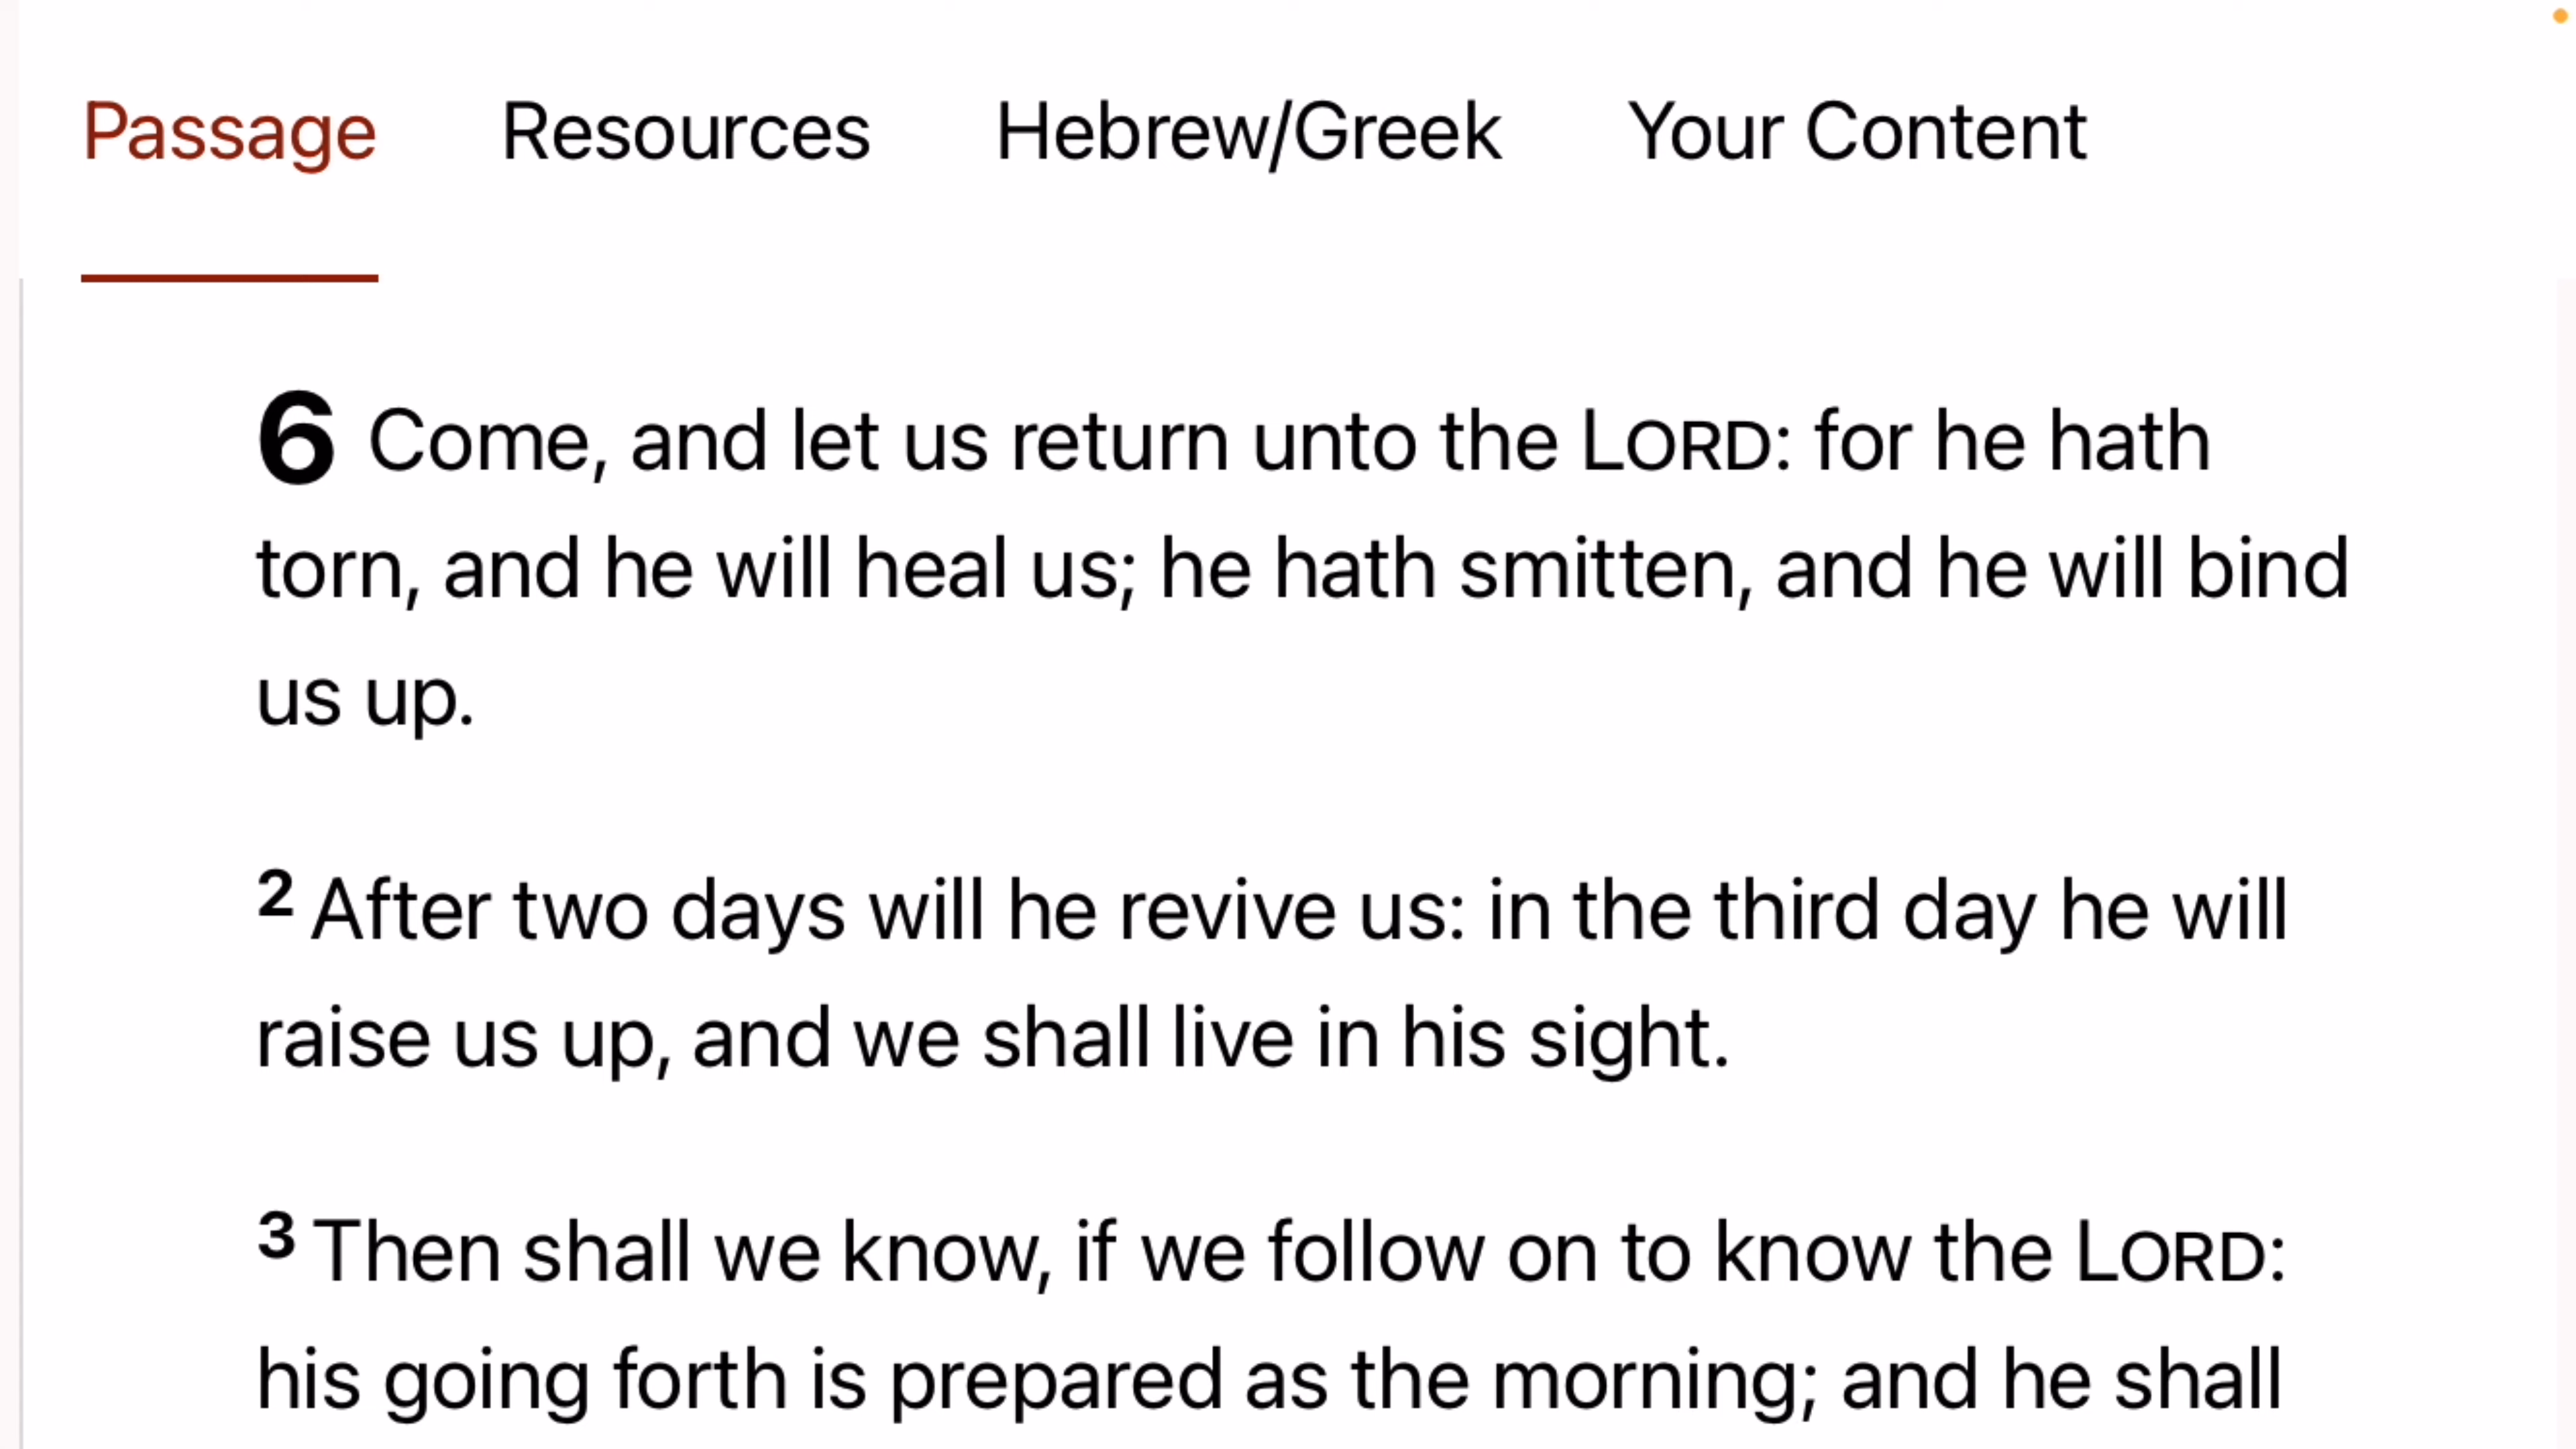 Passage Resources Hebrew/Greek Your Content
6 Come, and let us return unto the LORD: for he hath
torn, and he will heal us; he hath smitten, and he will bind
us up.
2 After two days will he revive us: in the third day he will
raise us up, and we shall live in his sight.
3 Then shall we know, if we follow on to know the LORD:
his going forth is prepared as the morning; and he shall